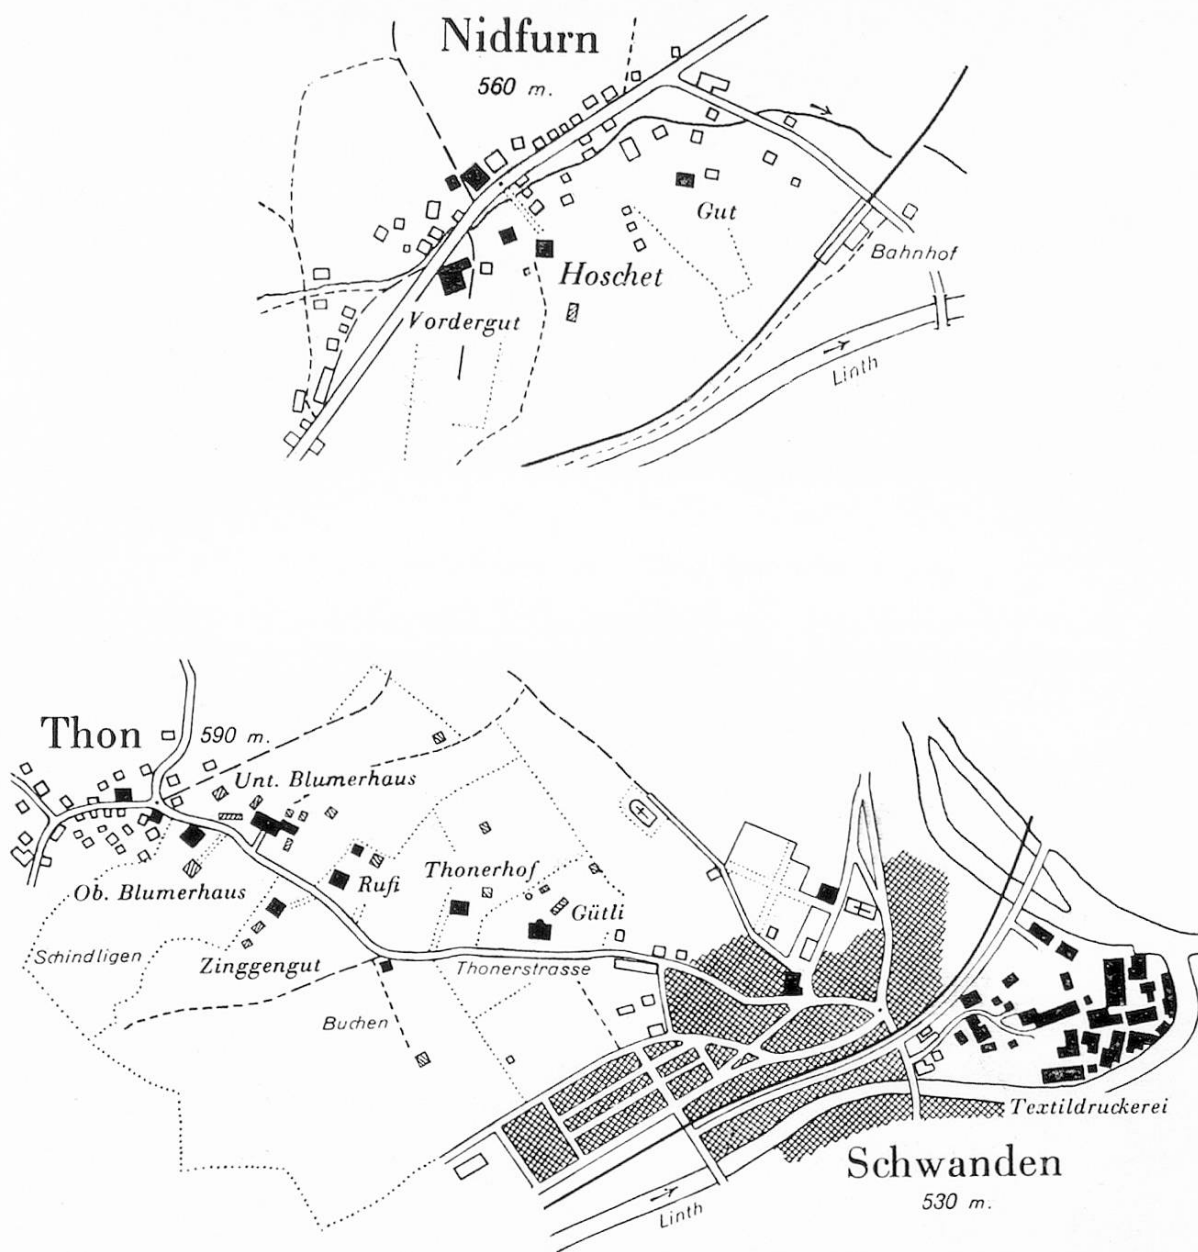 Nidfurn
560 m.
Gut
Bahnhof
Hoschet
Vordergut
Linth
Thon 590 m.
Unt. Blumerhaus
Ob. Blumerhaus
Rufi
Thonerhof
Gütli
Schindligen
Zinggengut
Thonerstrasse
Buchen
Textildruckerei
Schwanden
530 m.
Linth